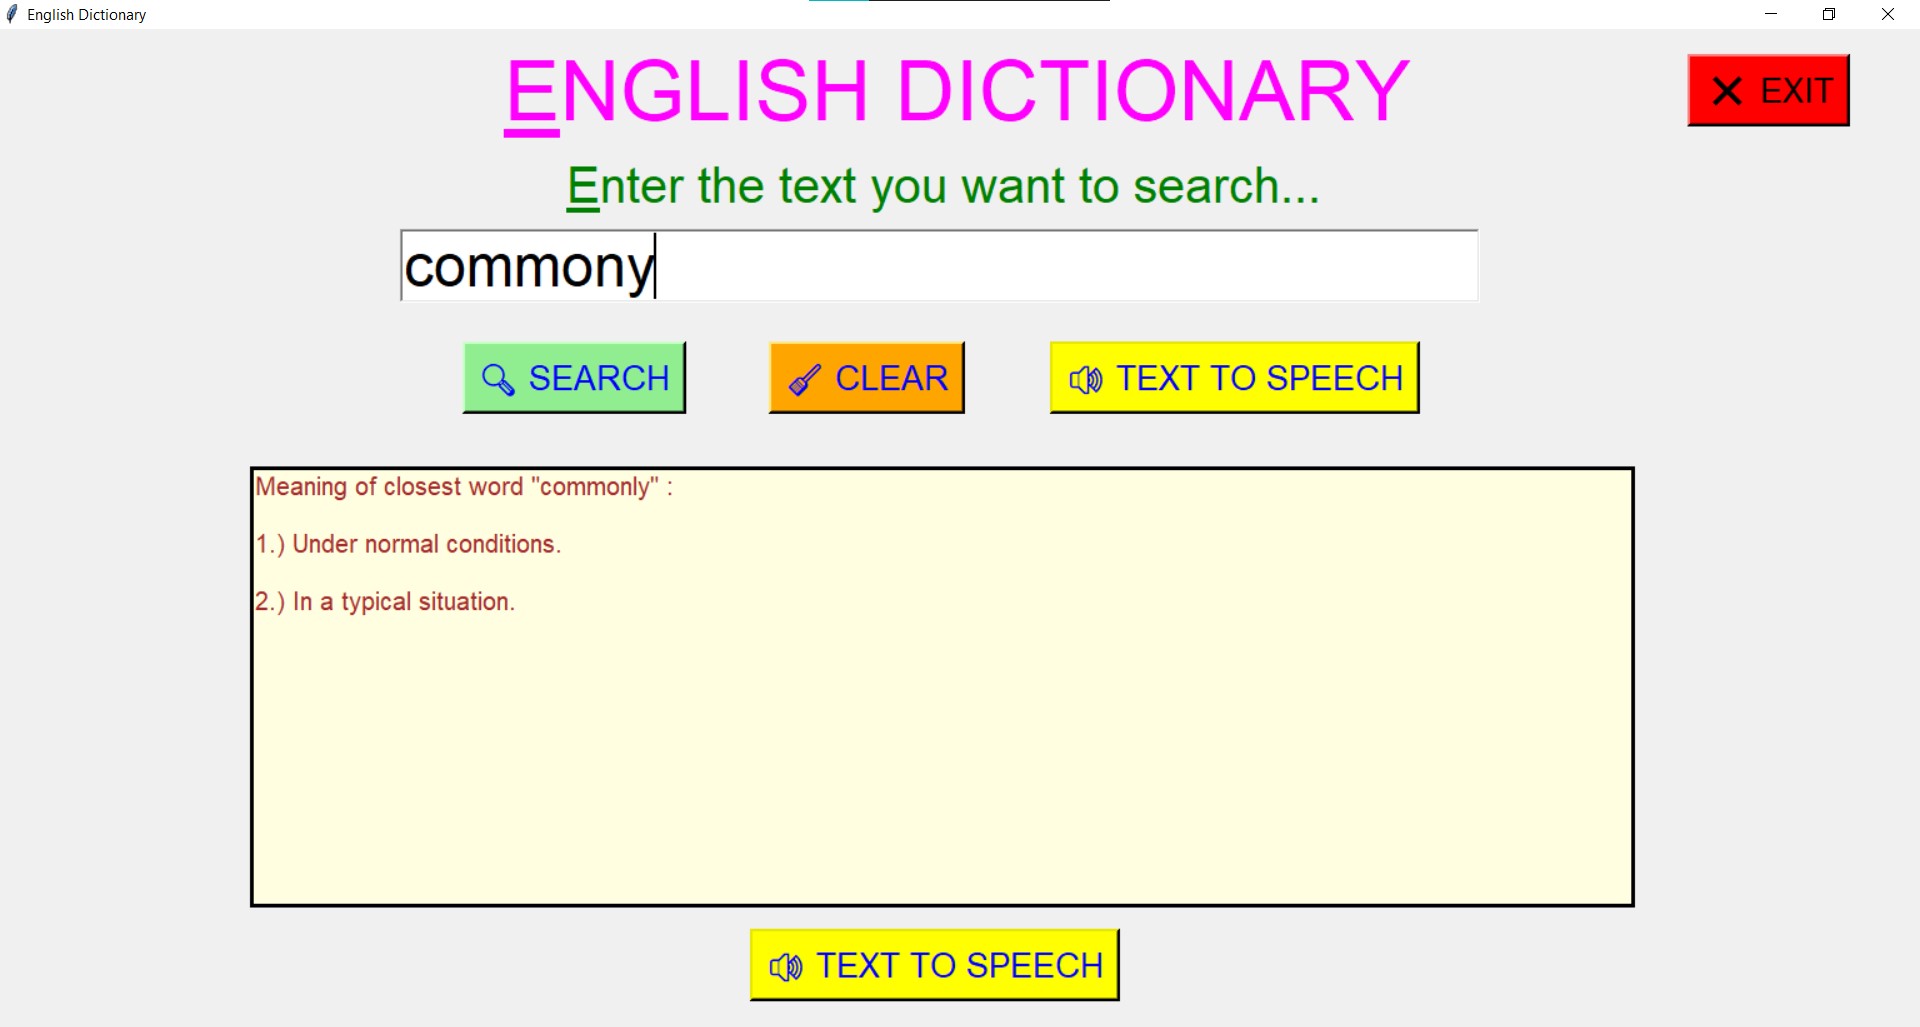 English Dictionary
ENGLISH DICTIONARY
EXIT
Enter the text you want to search...
commony
SEARCH
CLEAR
TEXT TO SPEECH
Meaning of closest word "commonly" :
1.) Under normal conditions.
2.) In a typical situation.
TEXT TO SPEECH